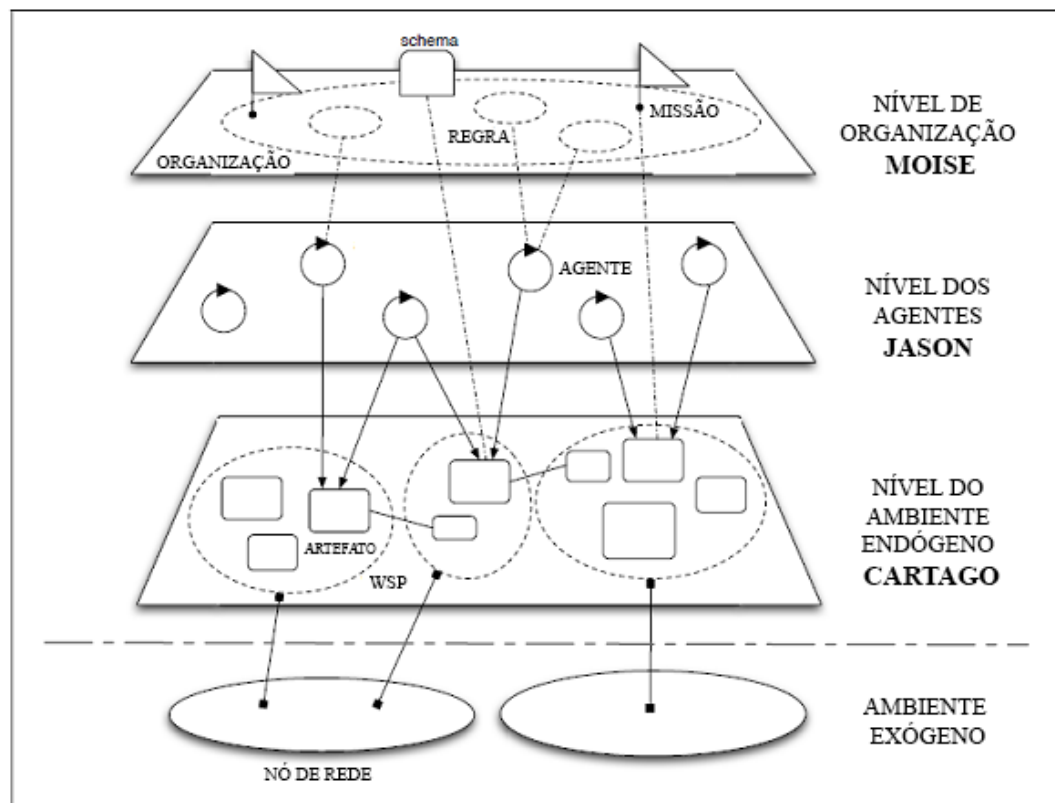 schema
MISSÃO
REGRA
ORGANIZAÇÃO
NÍVEL DE
ORGANIZAÇÃO
MOISE
AGENTE
NÍVEL DOS
AGENTES
JASON
ARTEFATO
WSP
NÍVEL DO
AMBIENTE
ENDÓGENO
CARTAGO
NÓ DE REDE
AMBIENTE
EXÓGENO